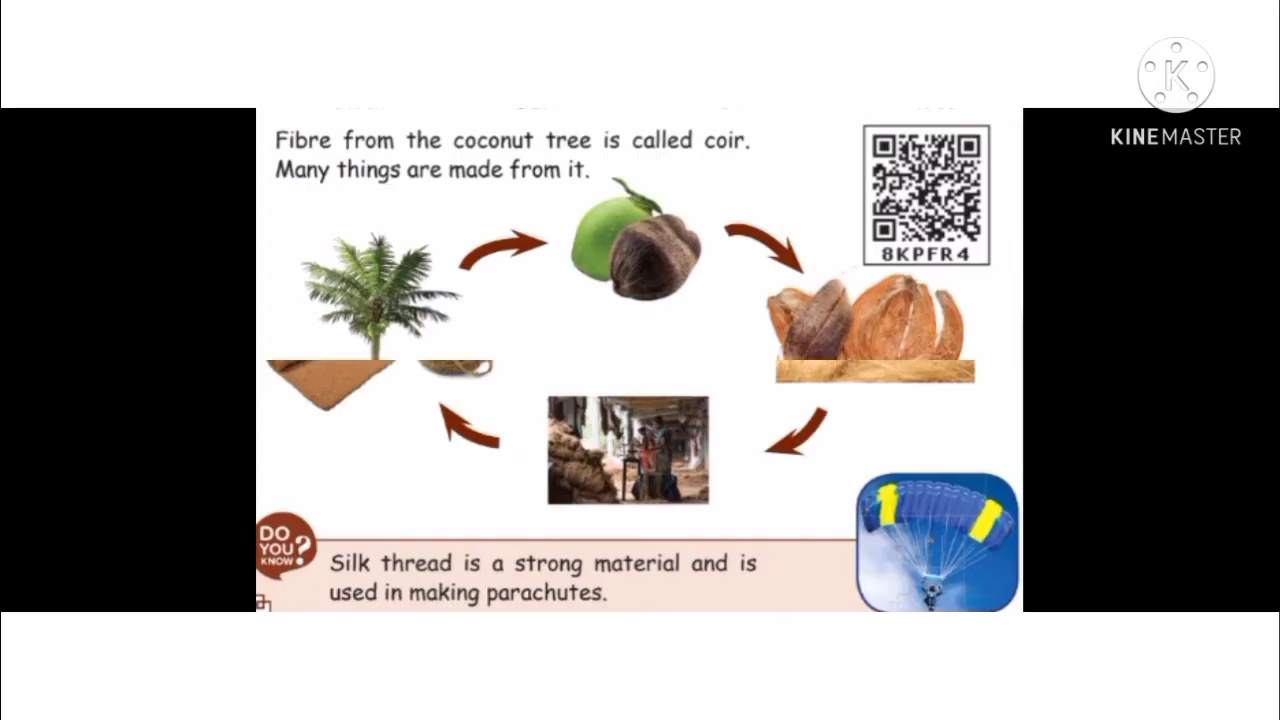 KINEMASTER
Fibre from the coconut tree is called coir.
Many things are made from it.
8KPFR4
DO
YOU
KNOW?
Silk thread is a strong material and is
used in making parachutes.